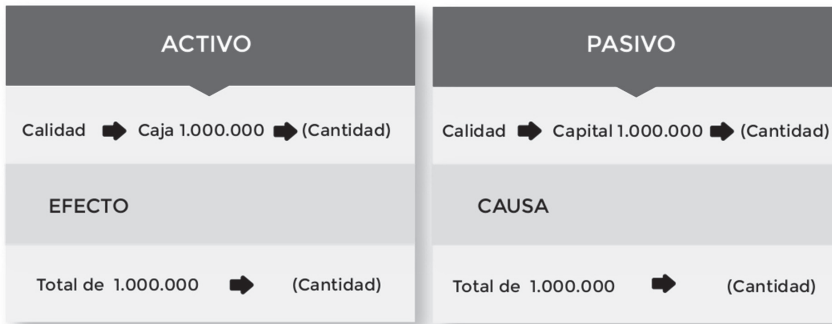 ACTIVO
Calidad Caja 1.000.000 (Cantidad)
EFECTO
Total de 1.000.000 (Cantidad)
PASIVO
Calidad Capital 1.000.000 (Cantidad)
CAUSA
Total de 1.000.000 (Cantidad)